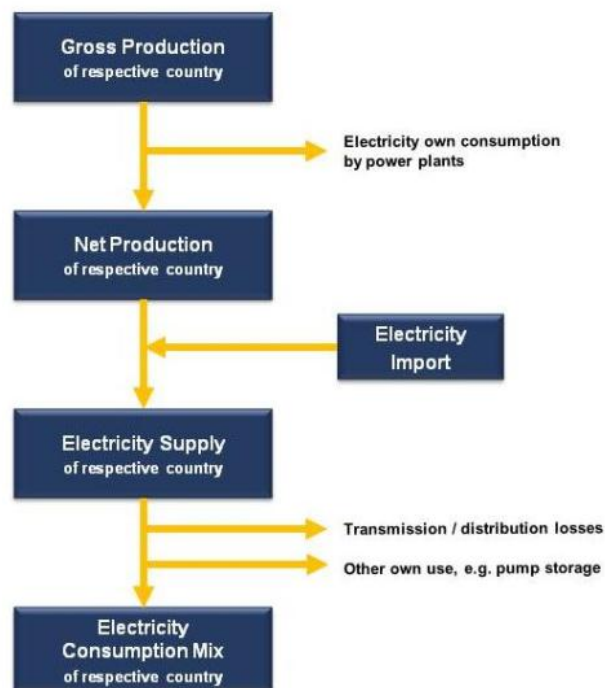 Gross Production
of respective country
Electricity own consumption
by power plants
Net Production
of respective country
Electricity
Import
Electricity Supply
of respective country
Transmission / distribution losses
Other own use, e.g. pump storage
Electricity
Consumption Mix
of respective country